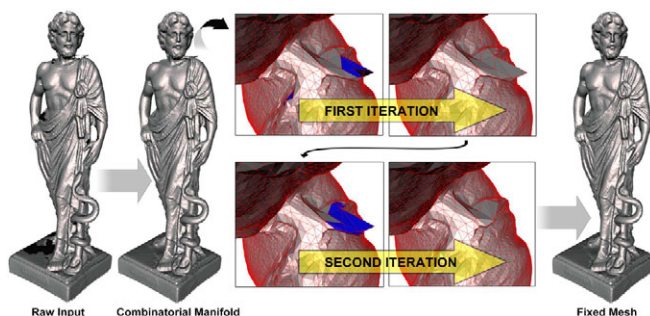 FIRST ITERATION
SECOND ITERATION
Raw Input
Combinatorial Manifold
Fixed Mesh